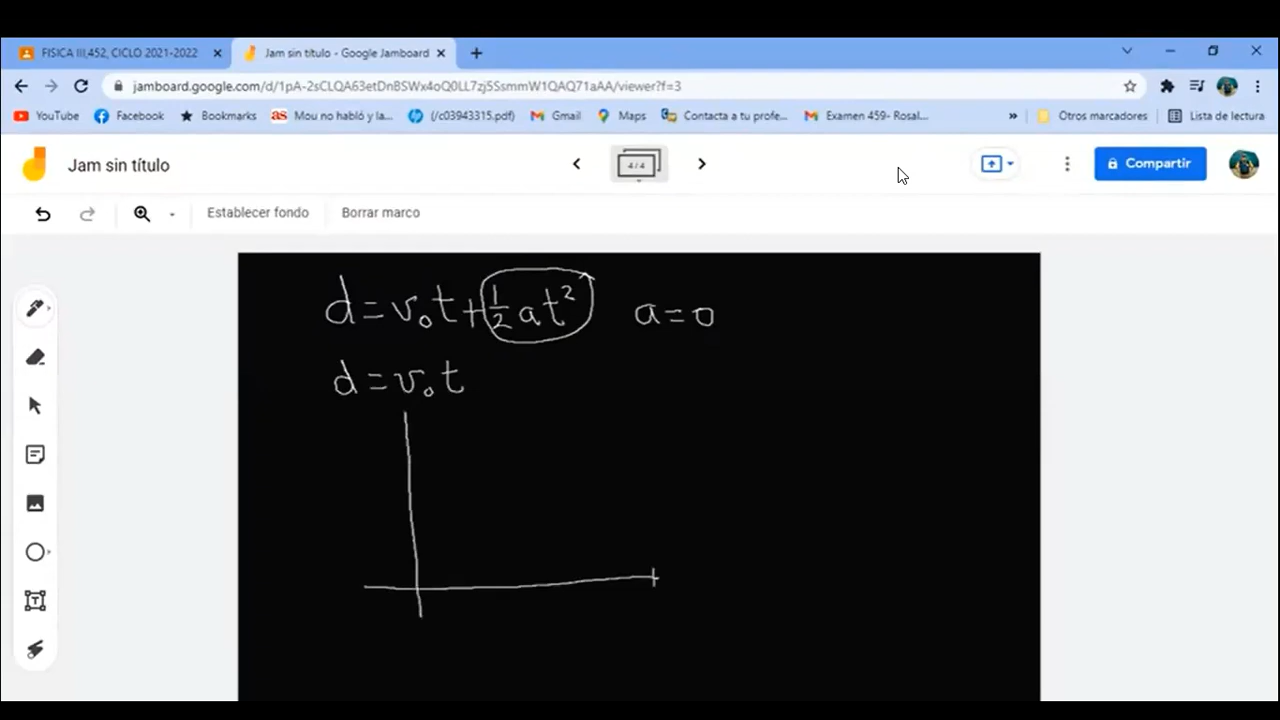 FISICA III,452, CICLO 2021-2022
Jam sin título - Google Jamboard
jamboard.google.com/d/1pA-2sCLQA63etDnBSWx4oQ0LL7zj5SsmmW1QAQ71aAA/viewer?f=3
YouTube Facebook Bookmarks Mou no habló y la... (/c03943315.pdf) Gmail Maps Contacta a tu profe... Examen 459- Rosal... » Otros marcadores Lista de lectura
Jam sin título 4/4 Compartir
Establecer fondo Borrar marco
d=v₀t+½at² a=0
d=v₀t